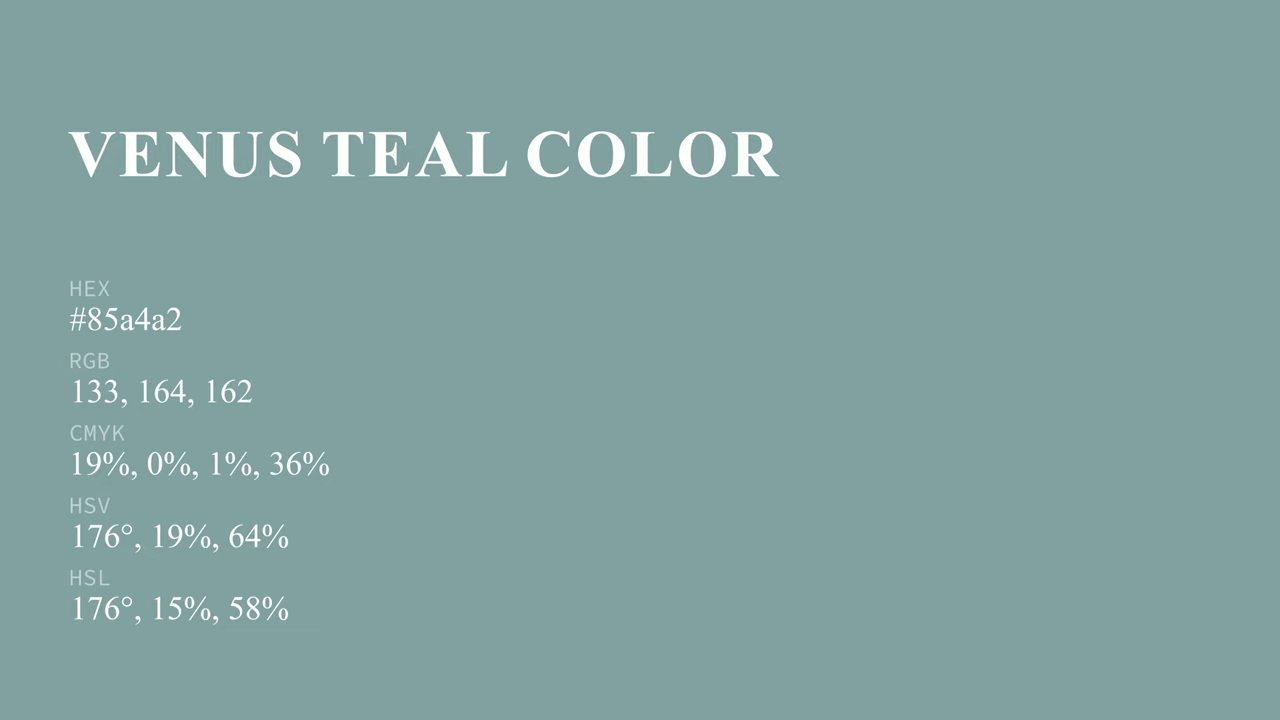 VENUS TEAL COLOR
HEX
#85a4a2
RGB
133, 164, 162
CMYK
19%, 0%, 1%, 36%
HSV
176°, 19%, 64%
HSL
176°, 15%, 58%